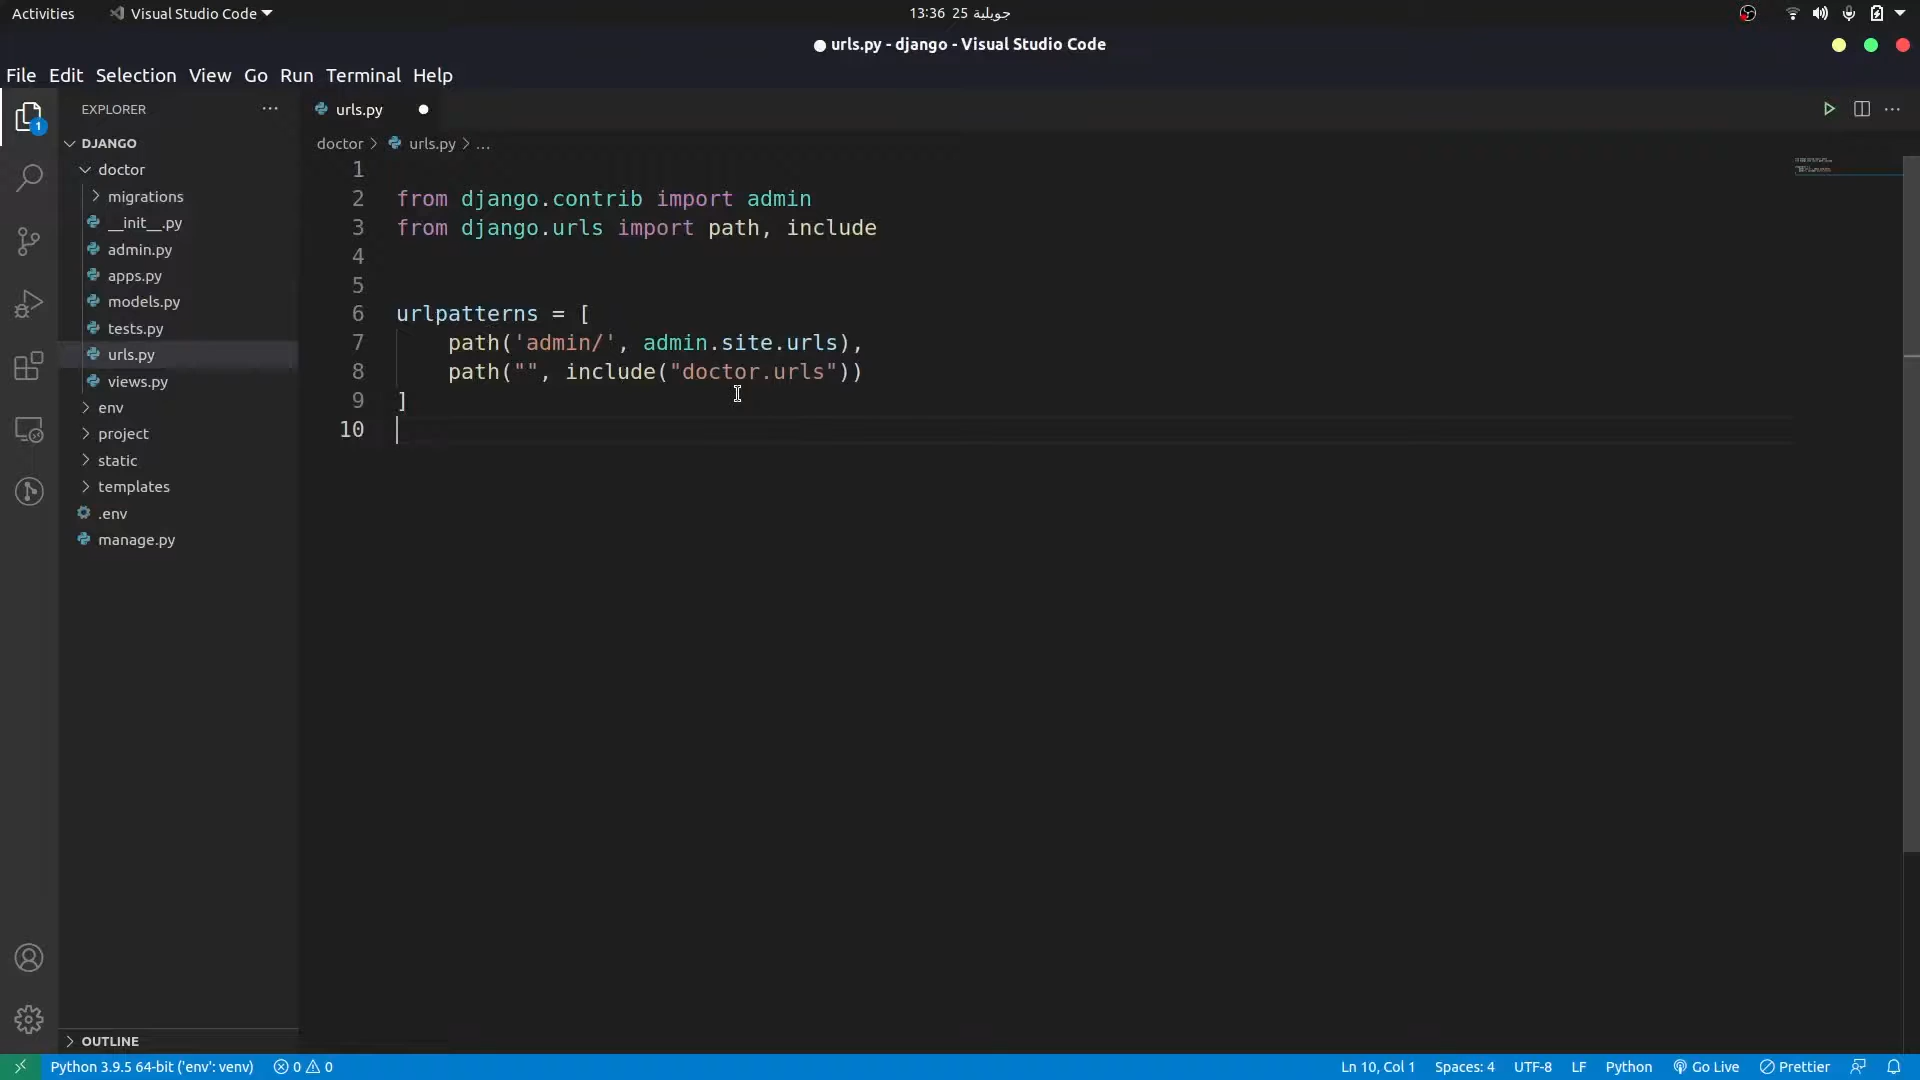 Activities
Visual Studio Code
13:36 25 جويلية
urls.py - django - Visual Studio Code
File Edit Selection View Go Run Terminal Help
EXPLORER
urls.py
DJANGO
doctor
migrations
__init__.py
admin.py
apps.py
models.py
tests.py
urls.py
views.py
env
project
static
templates
.env
manage.py
OUTLINE
doctor > urls.py > ...
1
2 from django.contrib import admin
3 from django.urls import path, include
4
5
6 urlpatterns = [
7 path('admin/', admin.site.urls),
8 path("", include("doctor.urls"))
9 ]
10
1
Python 3.9.5 64-bit ('env': venv) 0 0 Ln 10, Col 1 Spaces: 4 UTF-8 LF Python Go Live Prettier